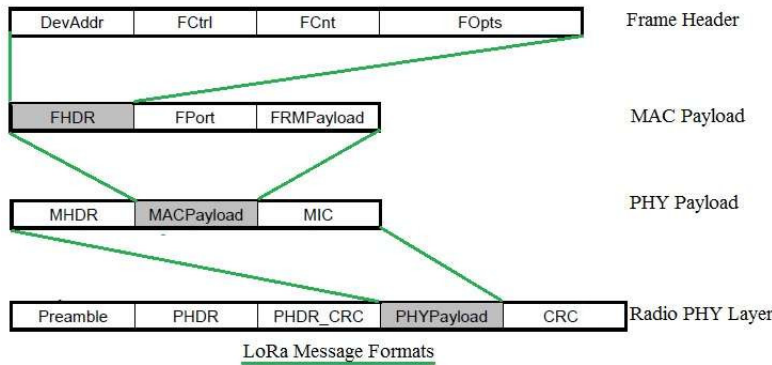 DevAddr FCtrl FCnt FOpts Frame Header
FHDR FPort FRMPayload MAC Payload
MHDR MACPayload MIC PHY Payload
Preamble PHDR PHDR_CRC PHYPayload CRC Radio PHY Layer
LoRa Message Formats